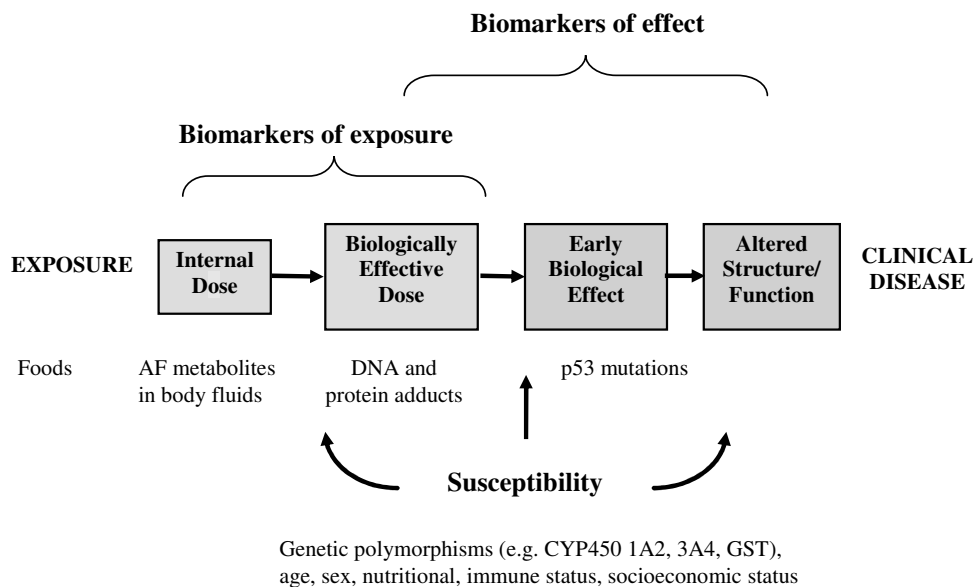 Biomarkers of effect
Biomarkers of exposure
EXPOSURE
Internal
Dose
Biologically
Effective
Dose
Early
Biological
Effect
Altered
Structure/
Function
CLINICAL
DISEASE
Foods
AF metabolites
in body fluids
DNA and
protein adducts
p53 mutations
Susceptibility
Genetic polymorphisms (e.g. CYP450 1A2, 3A4, GST),
age, sex, nutritional, immune status, socioeconomic status